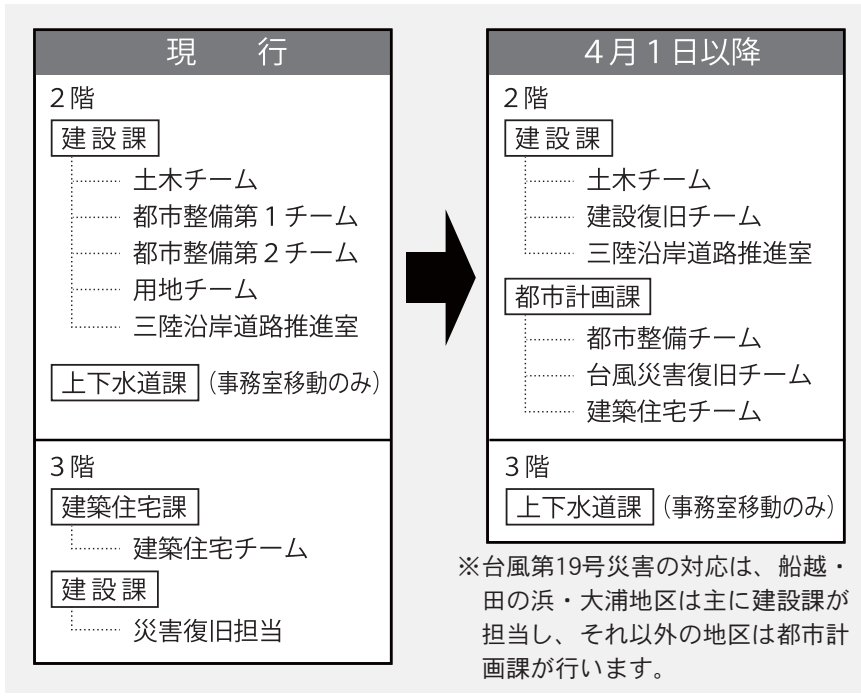 現　行
２階
建設課
土木チーム
都市整備第１チーム
都市整備第２チーム
用地チーム
三陸沿岸道路推進室
上下水道課（事務室移動のみ）
３階
建築住宅課
建築住宅チーム
建設課
災害復旧担当
４月１日以降
２階
建設課
土木チーム
建設復旧チーム
三陸沿岸道路推進室
都市計画課
都市整備チーム
台風災害復旧チーム
建築住宅チーム
３階
上下水道課（事務室移動のみ）
※台風第19号災害の対応は、船越・
田の浜・大浦地区は主に建設課が
担当し、それ以外の地区は都市計
画課が行います。